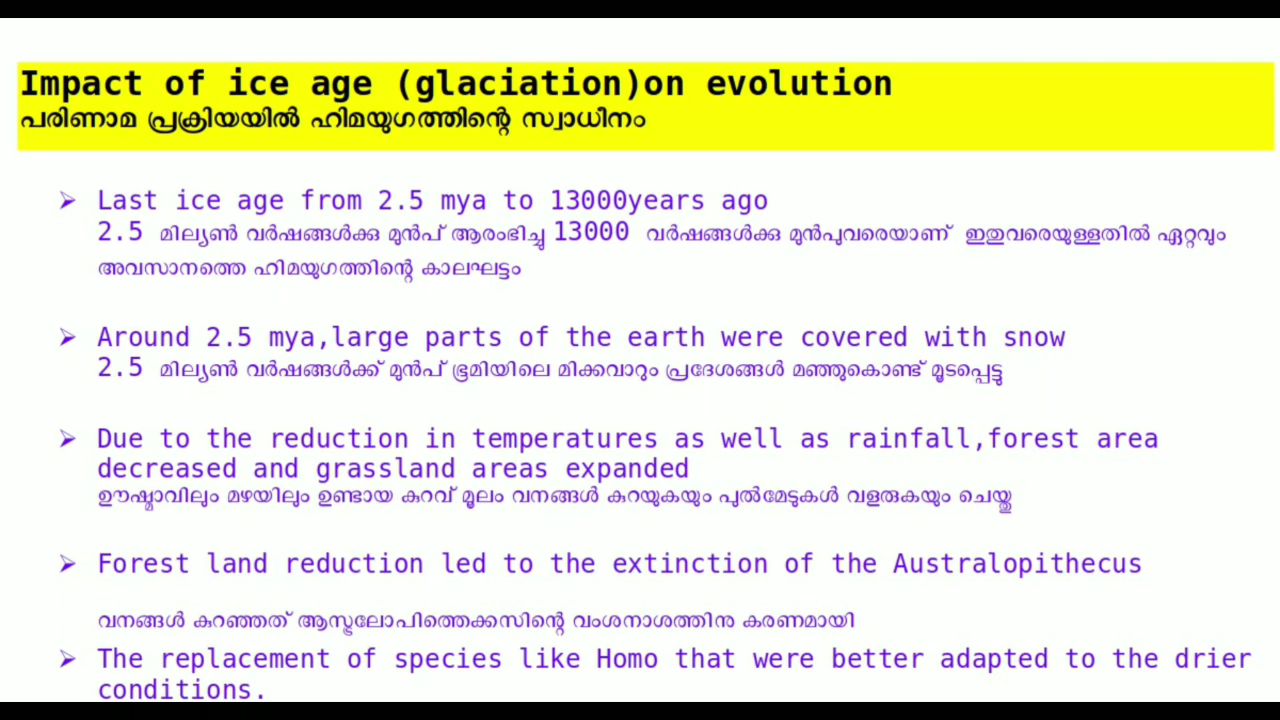 Impact of ice age (glaciation)on evolution
പരിണാമ പ്രക്രിയയിൽ ഹിമയുഗത്തിന്റെ സ്വാധീനം
➢ Last ice age from 2.5 mya to 13000years ago
2.5 മില്യൺ വർഷങ്ങൾക്കു മുൻപ് ആരംഭിച്ചു 13000 വർഷങ്ങൾക്കു മുൻപുവരെയാണ് ഇതുവരെയുള്ളതിൽ ഏറ്റവും
അവസാനത്തെ ഹിമയുഗത്തിന്റെ കാലഘട്ടം
➢ Around 2.5 mya,large parts of the earth were covered with snow
2.5 മില്യൺ വർഷങ്ങൾക്ക് മുൻപ് ഭൂമിയിലെ മിക്കവാറും പ്രദേശങ്ങൾ മഞ്ഞുകൊണ്ട് മൂടപ്പെട്ടു
➢ Due to the reduction in temperatures as well as rainfall,forest area
decreased and grassland areas expanded
ഊഷ്മാവിലും മഴയിലും ഉണ്ടായ കുറവ് മൂലം വനങ്ങൾ കുറയുകയും പുൽമേടുകൾ വളരുകയും ചെയ്തു
➢ Forest land reduction led to the extinction of the Australopithecus
വനങ്ങൾ കുറഞ്ഞത് ആസ്ട്രലോപിത്തെക്കസിന്റെ വംശനാശത്തിനു കരണമായി
➢ The replacement of species like Homo that were better adapted to the drier
conditions.